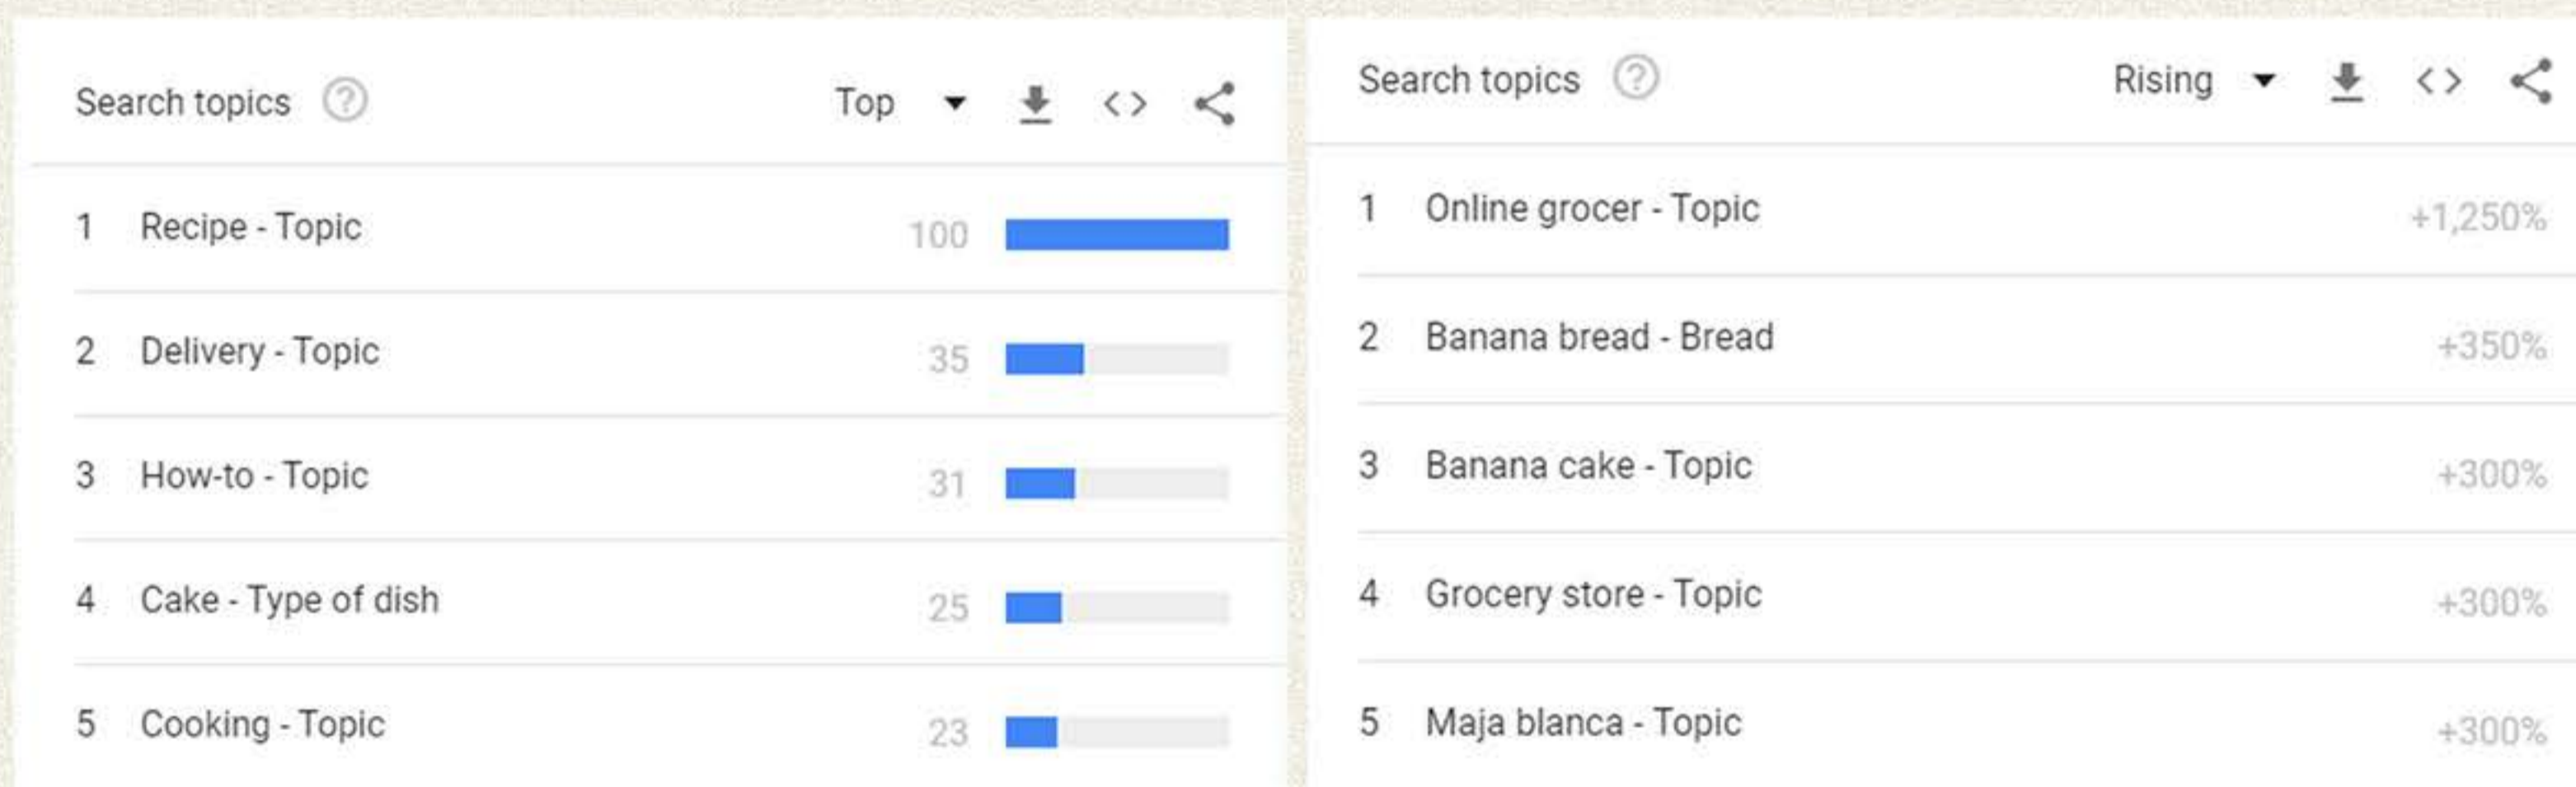 Search topics ? Top
1 Recipe - Topic 100
2 Delivery - Topic 35
3 How-to - Topic 31
4 Cake - Type of dish 25
5 Cooking - Topic 23
Search topics ? Rising
1 Online grocer - Topic +1,250%
2 Banana bread - Bread +350%
3 Banana cake - Topic +300%
4 Grocery store - Topic +300%
5 Maja blanca - Topic +300%